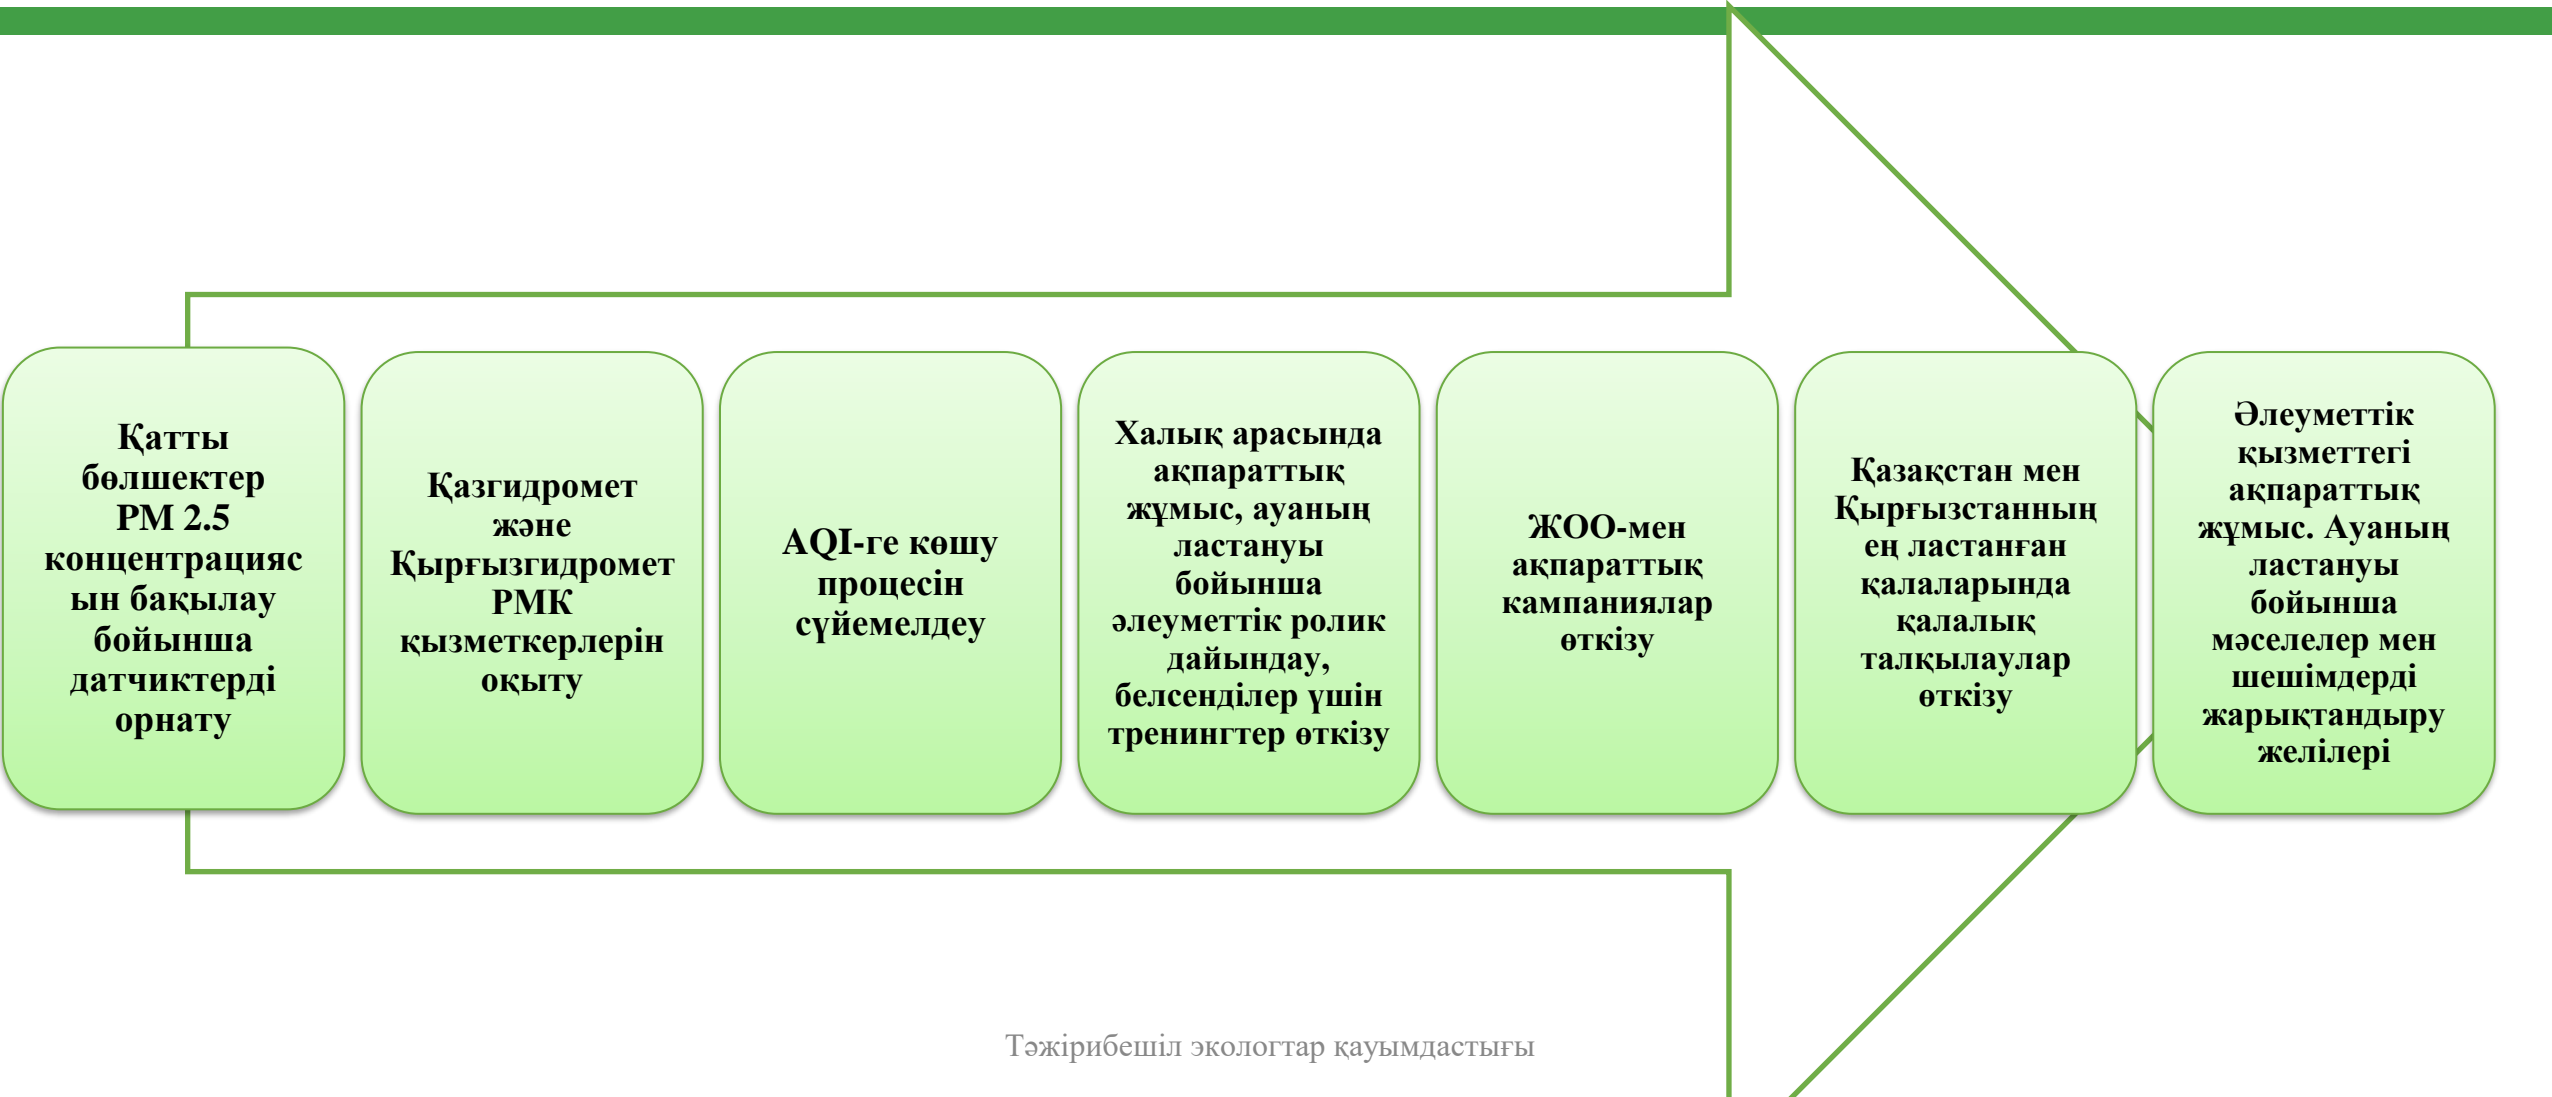 Қатты
бөлшектер
PM 2.5
концентрацияс
ын бақылау
бойынша
датчиктерді
орнату
Қазгидромет
және
Қырғызгидромет
РМК
қызметкерлерін
оқыту
AQI-ге көшу
процесін
сүйемелдеу
Халық арасында
ақпараттық
жұмыс, ауаның
ластануы
бойынша
әлеуметтік ролик
дайындау,
белсенділер үшін
тренингтер өткізу
ЖОО-мен
ақпараттық
кампаниялар
өткізу
Қазақстан мен
Қырғызстанның
ең ластанған
қалаларында
қалалық
талқылаулар
өткізу
Әлеуметтік
қызметтегі
ақпараттық
жұмыс. Ауаның
ластануы
бойынша
мәселелер мен
шешімдерді
жарықтандыру
желілері
Тәжірибешіл экологтар қауымдастығы